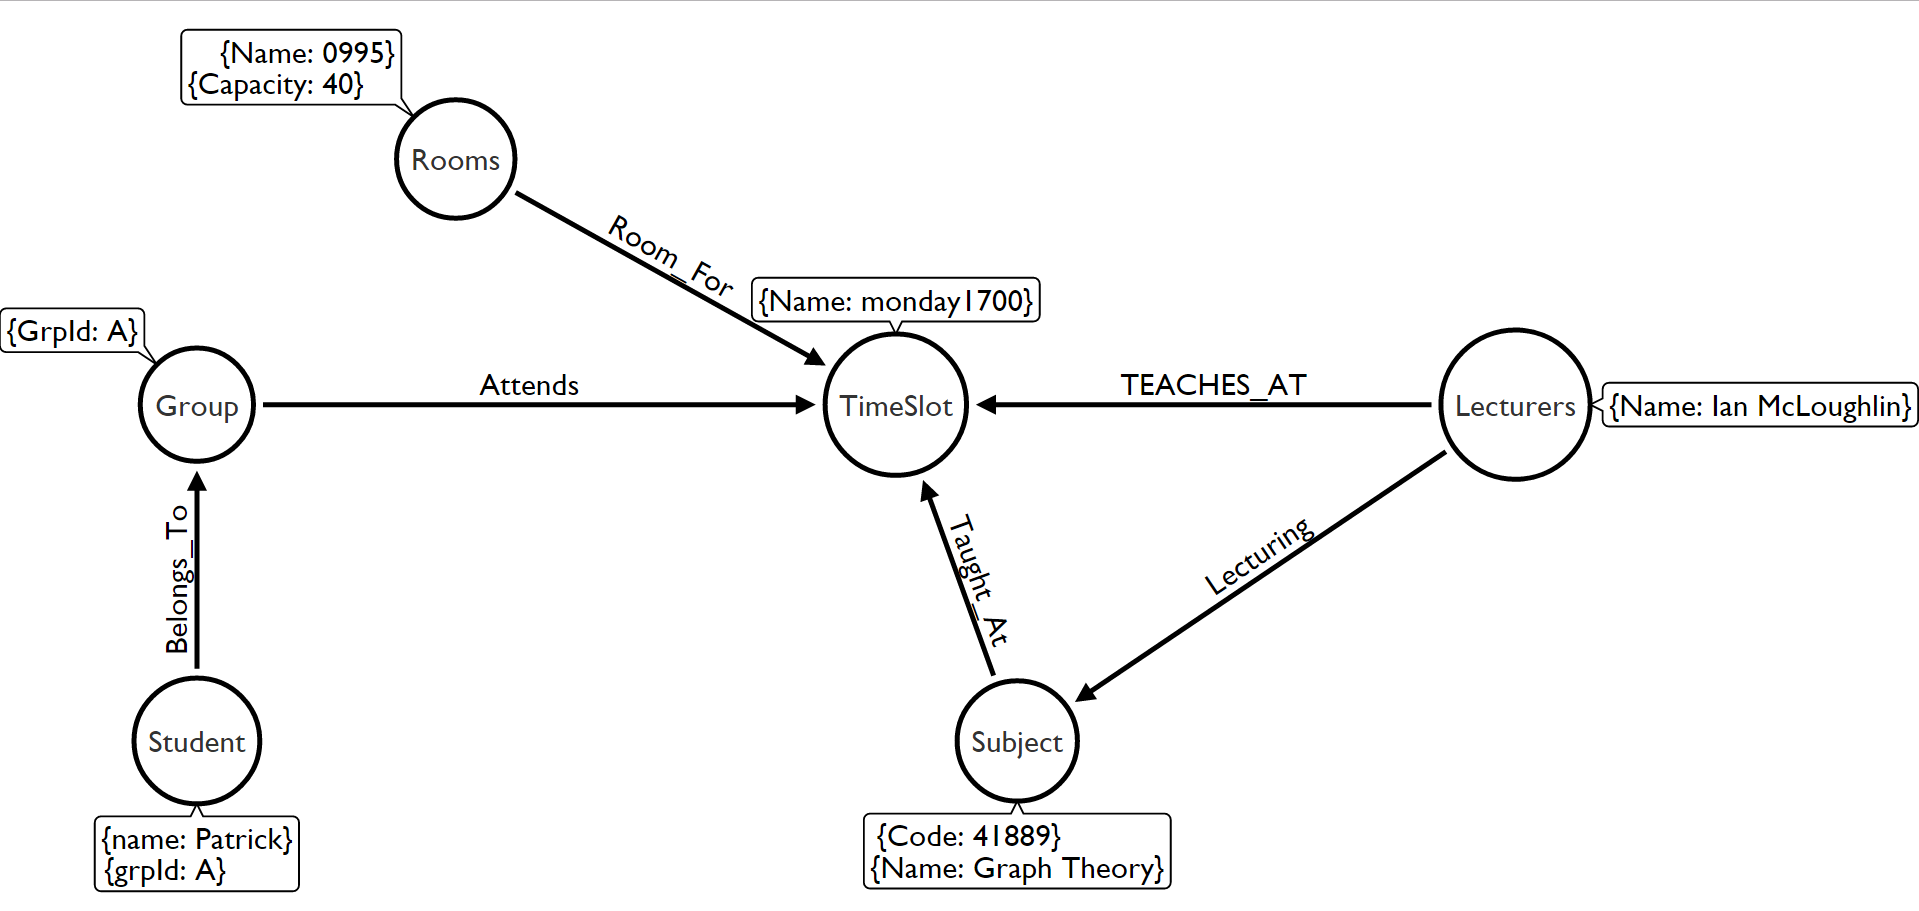 {Name: 0995}
{Capacity: 40}
Rooms
Room_For
{Name: monday1700}
{GrpId: A}
Group
Attends
TimeSlot
TEACHES_AT
Lecturers
{Name: Ian McLoughlin}
Belongs_To
Taught_At
Lecturing
Student
Subject
{name: Patrick}
{grpId: A}
{Code: 41889}
{Name: Graph Theory}